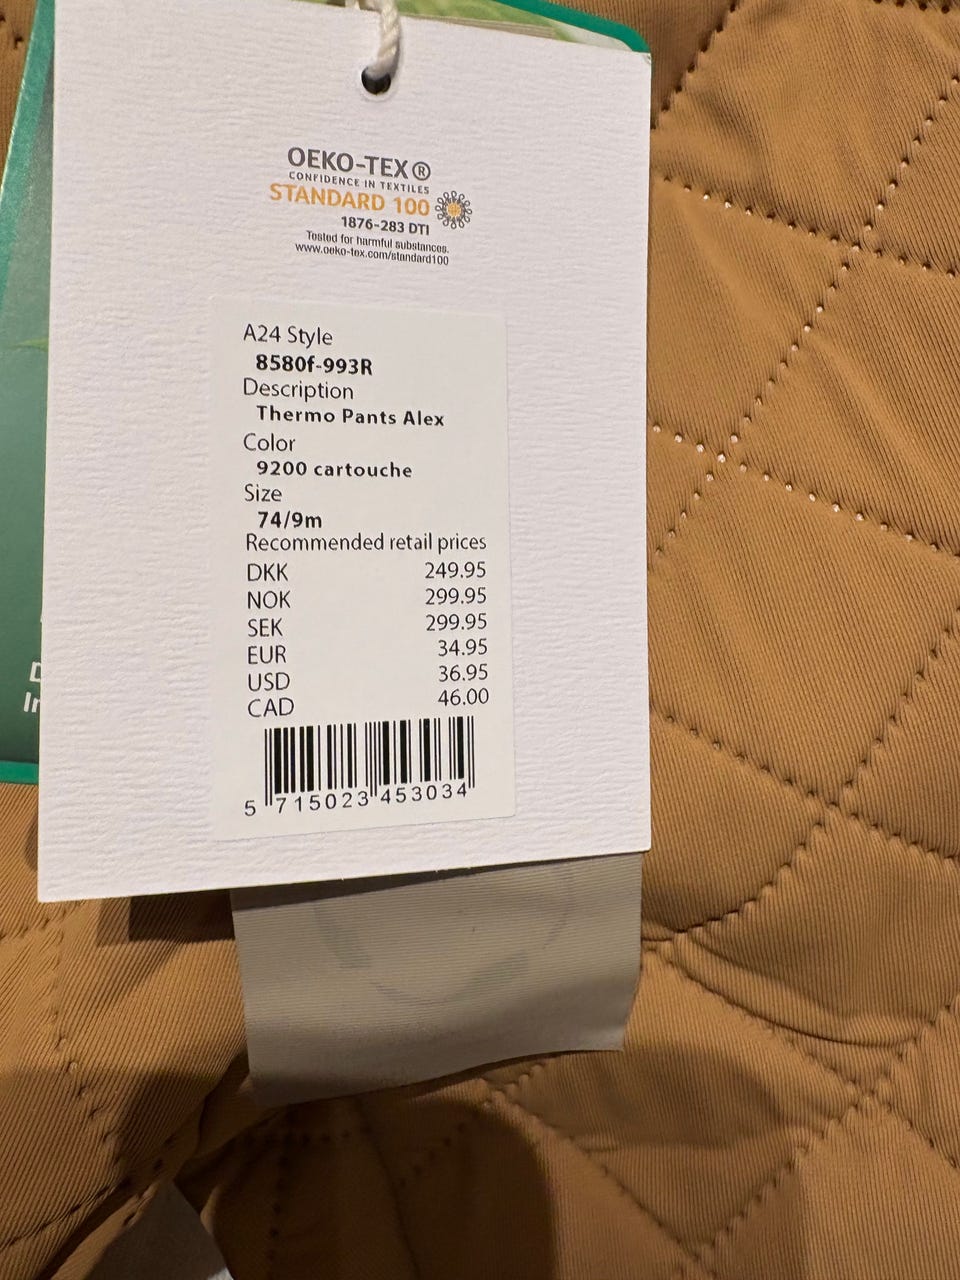 OEKO-TEX®
CONFIDENCE IN TEXTILES
STANDARD 100
1876-283 DTI
Tested for harmful substances.
www.oeko-tex.com/standard100
A24 Style
8580f-993R
Description
Thermo Pants Alex
Color
9200 cartouche
Size
74/9m
Recommended retail prices
DKK 249.95
NOK 299.95
SEK 299.95
EUR 34.95
USD 36.95
CAD 46.00
5 715023 453034